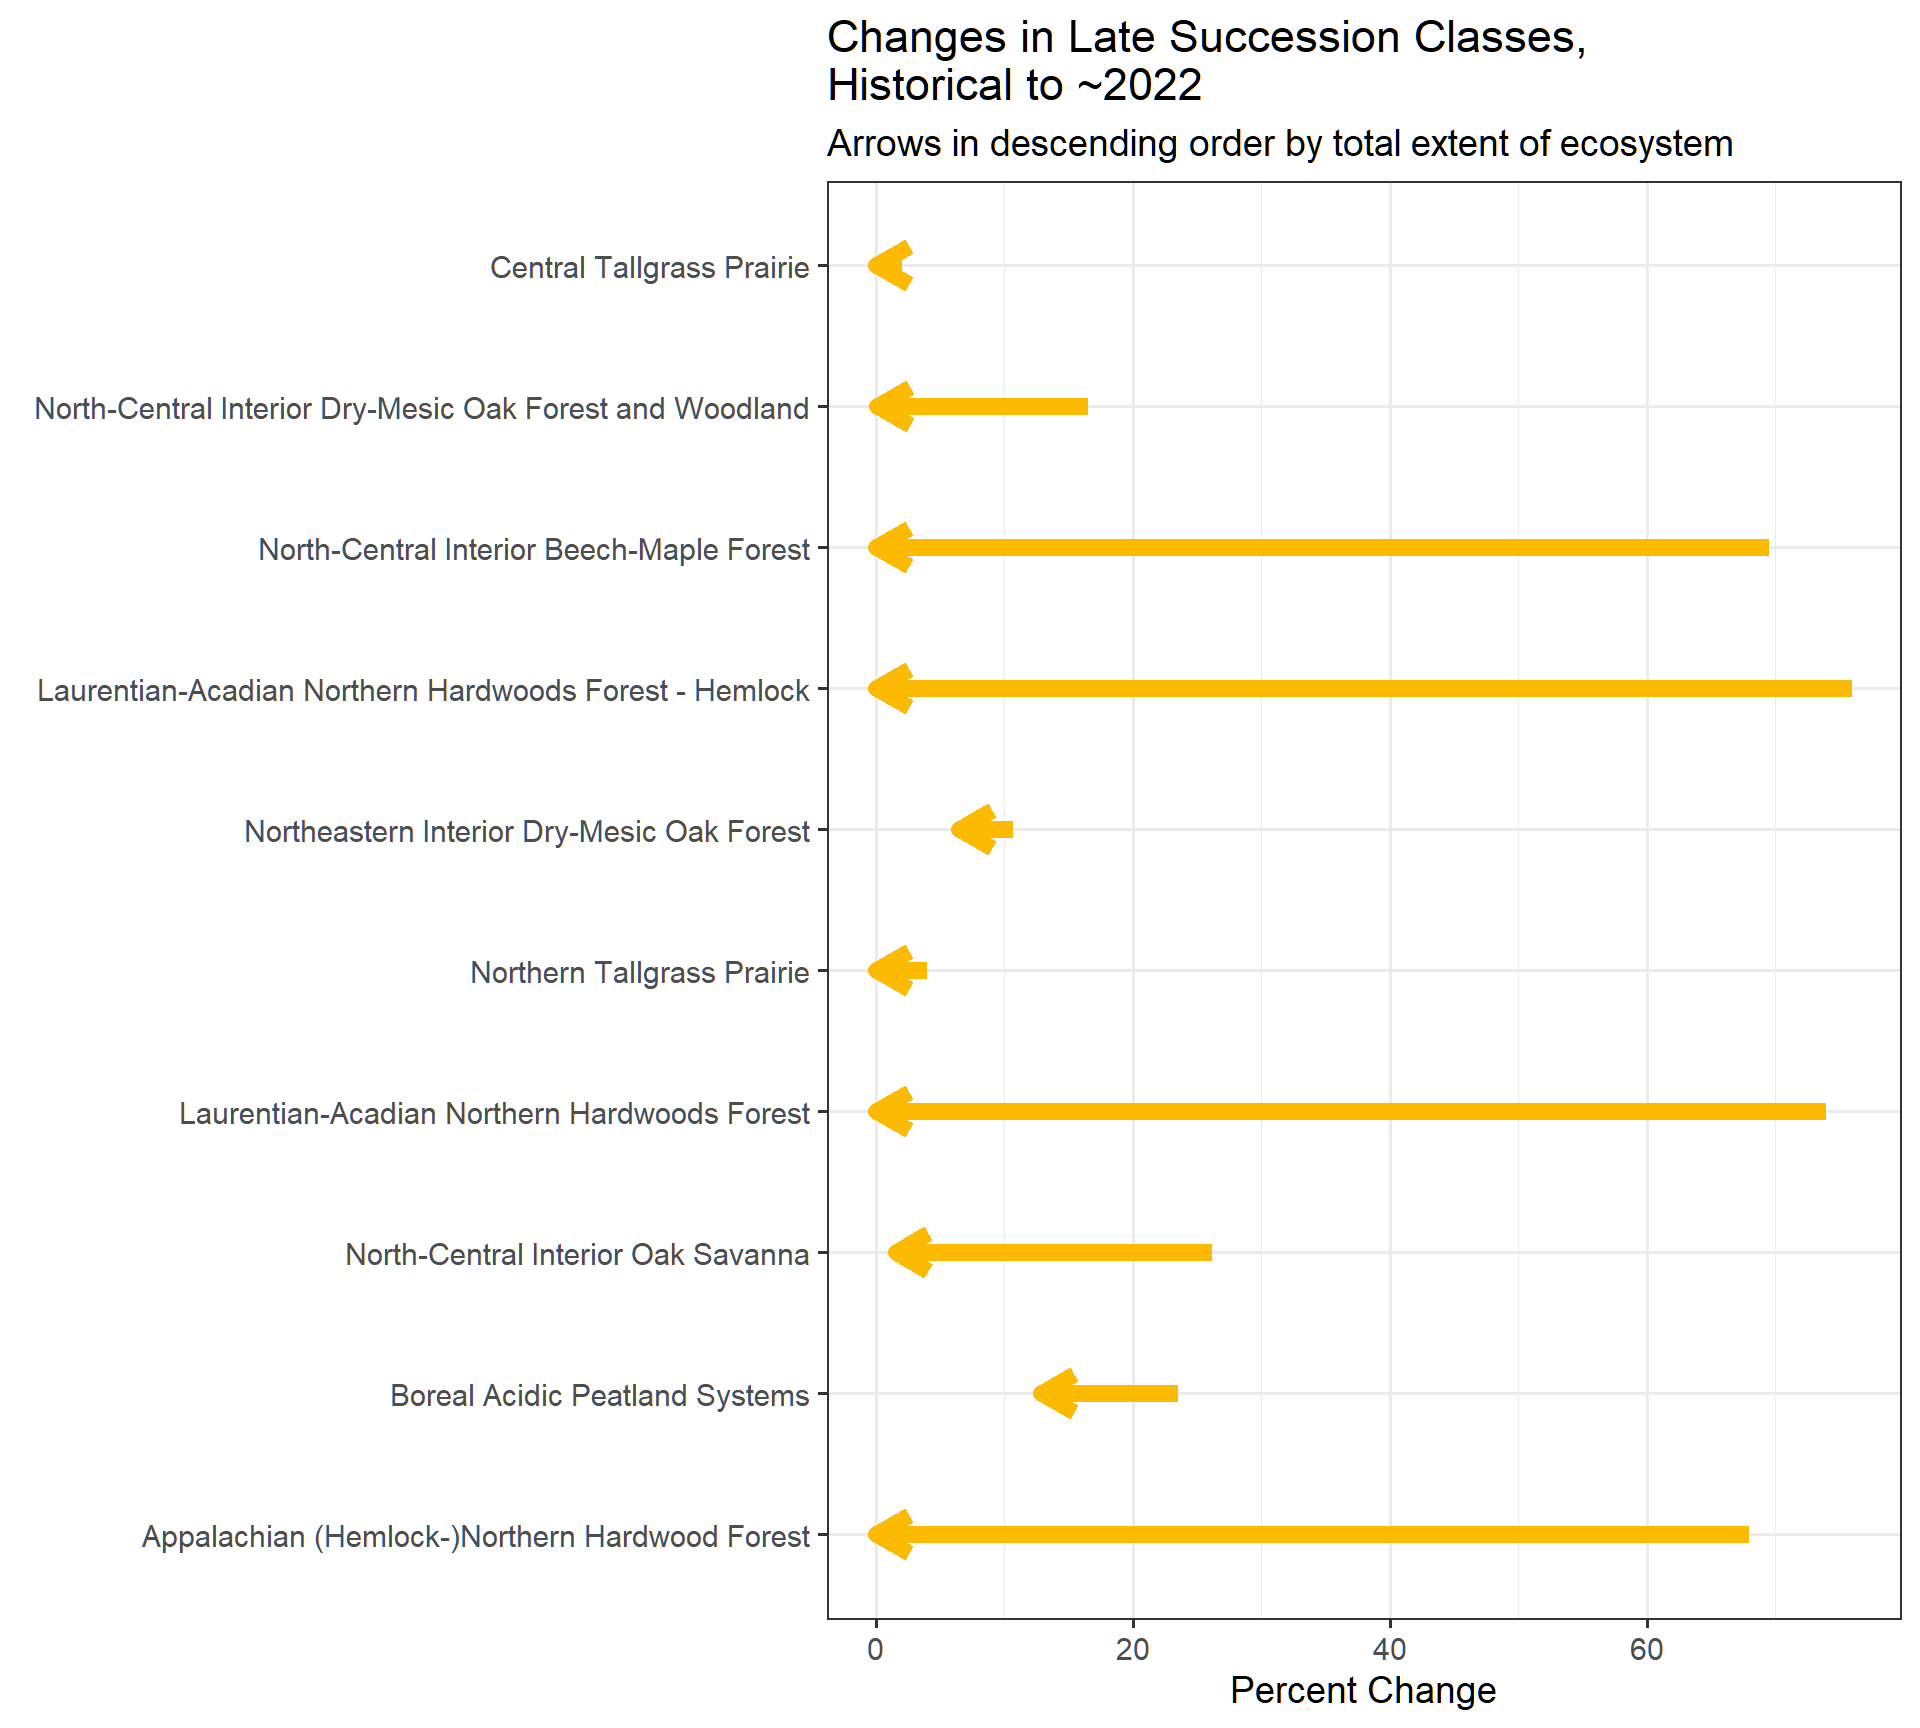 Changes in Late Succession Classes,
Historical to ~2022
Arrows in descending order by total extent of ecosystem
Central Tallgrass Prairie
North-Central Interior Dry-Mesic Oak Forest and Woodland
North-Central Interior Beech-Maple Forest
Laurentian-Acadian Northern Hardwoods Forest - Hemlock
Northeastern Interior Dry-Mesic Oak Forest
Northern Tallgrass Prairie
Laurentian-Acadian Northern Hardwoods Forest
North-Central Interior Oak Savanna
Boreal Acidic Peatland Systems
Appalachian (Hemlock-)Northern Hardwood Forest
0 20 40 60
Percent Change